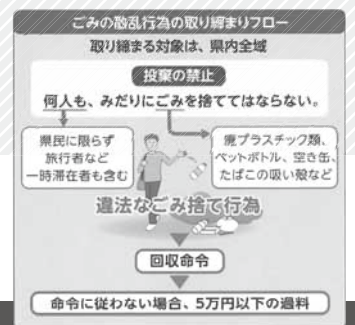 ごみの散乱行為の取り締まりフロー
取り締まる対象は、県内全域
投棄の禁止
何人も、みだりにごみを捨ててはならない。
県民に限らず
旅行者など
一時滞在者も含む
廃プラスチック類、
ペットボトル、空き缶、
たばこの吸い殻など
違法なごみ捨て行為
回収命令
命令に従わない場合、5万円以下の過料